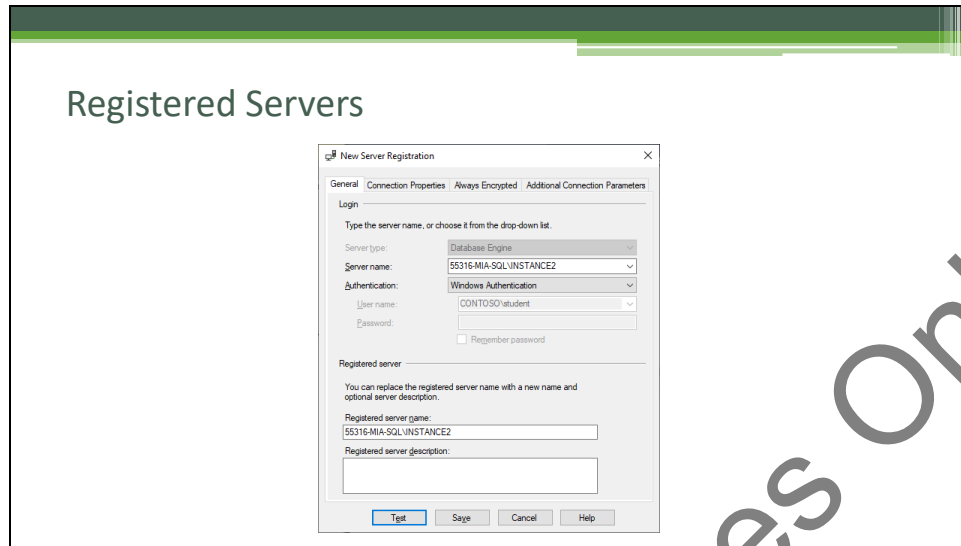 Registered Servers
New Server Registration
General Connection Properties Always Encrypted Additional Connection Parameters
Login
Type the server name, or choose it from the drop-down list.
Server type: Database Engine
Server name: 55316-MIA-SQL\INSTANCE2
Authentication: Windows Authentication
User name: CONTOSO\student
Password:
Remember password
Registered server
You can replace the registered server name with a new name and
optional server description.
Registered server name:
55316-MIA-SQL\INSTANCE2
Registered server description:
Test Save Cancel Help